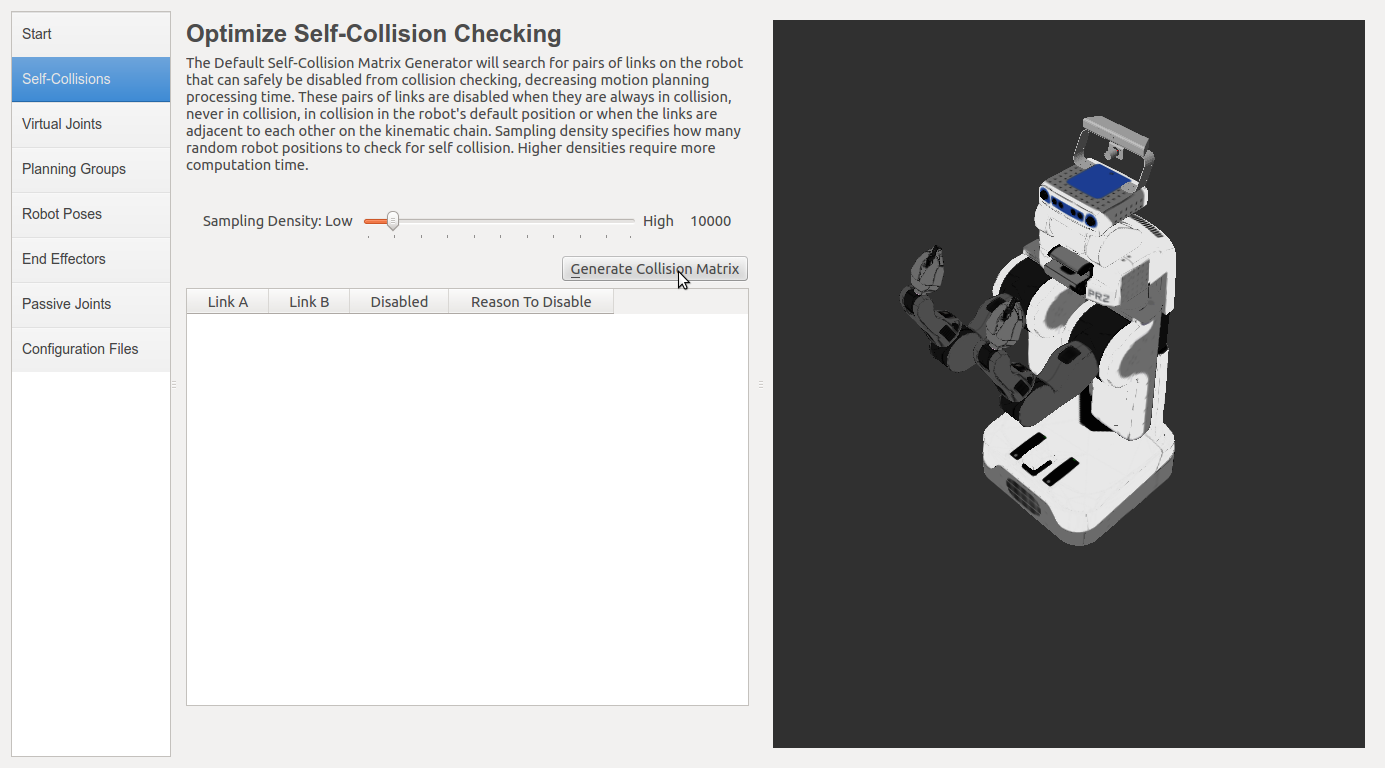 Start
Self-Collisions
Virtual Joints
Planning Groups
Robot Poses
End Effectors
Passive Joints
Configuration Files
Optimize Self-Collision Checking
The Default Self-Collision Matrix Generator will search for pairs of links on the robot
that can safely be disabled from collision checking, decreasing motion planning
processing time. These pairs of links are disabled when they are always in collision,
never in collision, in collision in the robot's default position or when the links are
adjacent to each other on the kinematic chain. Sampling density specifies how many
random robot positions to check for self collision. Higher densities require more
computation time.
Sampling Density: Low High 10000
Generate Collision Matrix
Link A Link B Disabled Reason To Disable
PR2